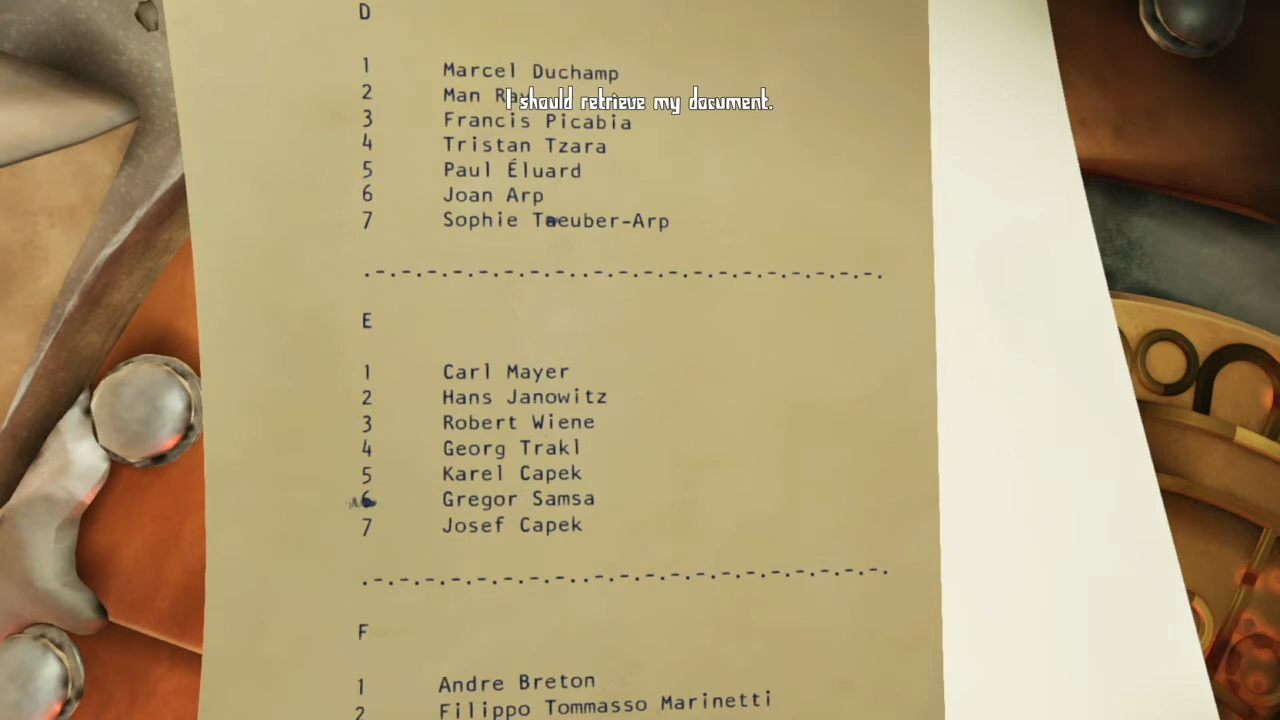 D
1 Marcel Duchamp
2 Man Ray
I should retrieve my document.
3 Francis Picabia
4 Tristan Tzara
5 Paul Éluard
6 Joan Arp
7 Sophie Taeuber-Arp
.-.-.-.-.-.-.-.-.-..-.-.-.-.-.-.-.-.-.-.-.
E
1 Carl Mayer
2 Hans Janowitz
3 Robert Wiene
4 Georg Trakl
5 Karel Capek
6 Gregor Samsa
7 Josef Capek
.-.-.-.-.-.-.-.-.-..-.-.-.-.-.-.-.-.-.-.-.
F
1 Andre Breton
2 Filippo Tommasso Marinetti